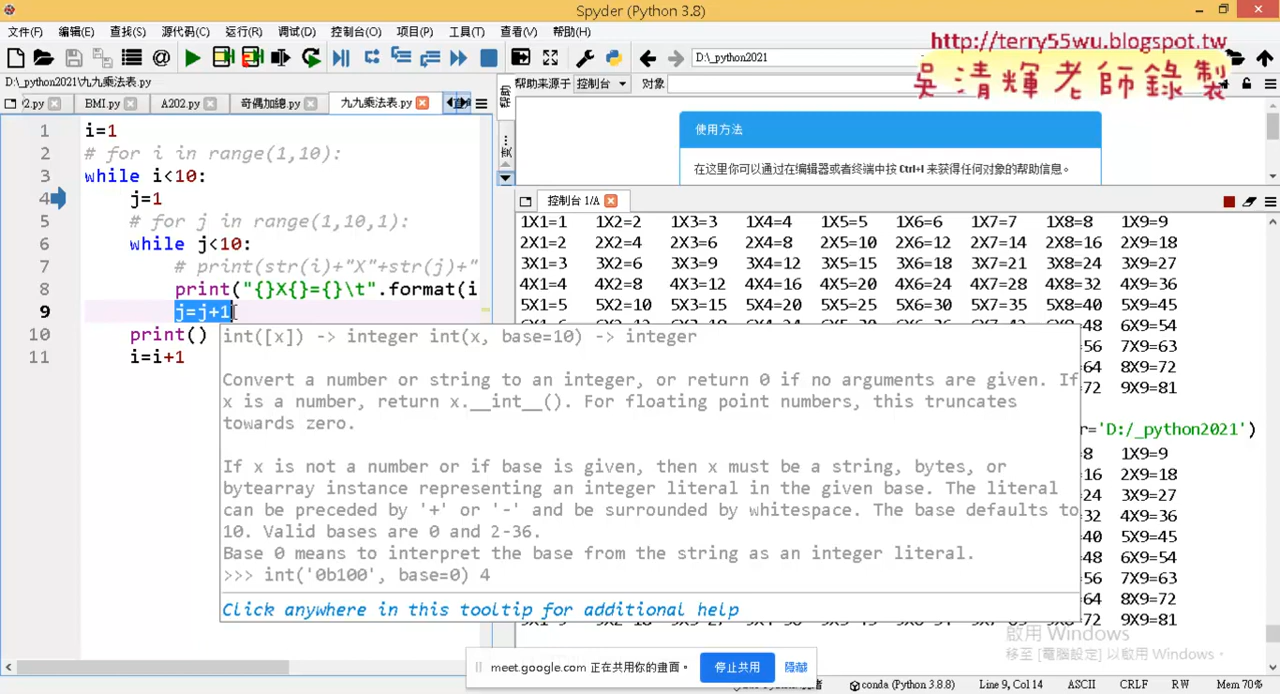 Spyder (Python 3.8)
文件(F) 编辑(E) 查找(S) 源代码(C) 运行(R) 调试(D) 控制台(O) 项目(P) 工具(T) 查看(V) 帮助(H)
http://terry55wu.blogspot.tw
吳清輝老師錄製
D:\_python2021
D:\_python2021\九九乘法表.py
帮助来源于 控制台 对象
2.py BMI.py A202.py 奇偶加總.py 九九乘法表.py
使用方法
在这里你可以通过在编辑器或者终端中按 Ctrl+I 来获得任何对象的帮助信息。
控制台 1/A
1 i=1
2 # for i in range(1,10):
3 while i<10:
4 j=1
5 # for j in range(1,10,1):
6 while j<10:
7 # print(str(i)+"X"+str(j)+"
8 print("{}X{}={}\t".format(i
9 j=j+1
10 print()
11 i=i+1
1X1=1 1X2=2 1X3=3 1X4=4 1X5=5 1X6=6 1X7=7 1X8=8 1X9=9
2X1=2 2X2=4 2X3=6 2X4=8 2X5=10 2X6=12 2X7=14 2X8=16 2X9=18
3X1=3 3X2=6 3X3=9 3X4=12 3X5=15 3X6=18 3X7=21 3X8=24 3X9=27
4X1=4 4X2=8 4X3=12 4X4=16 4X5=20 4X6=24 4X7=28 4X8=32 4X9=36
5X1=5 5X2=10 5X3=15 5X4=20 5X5=25 5X6=30 5X7=35 5X8=40 5X9=45
=48 6X9=54
=56 7X9=63
=64 8X9=72
=72 9X9=81
r='D:/_python2021')
=8 1X9=9
=16 2X9=18
=24 3X9=27
=32 4X9=36
=40 5X9=45
=48 6X9=54
=56 7X9=63
=64 8X9=72
=72 9X9=81
int([x]) -> integer int(x, base=10) -> integer
Convert a number or string to an integer, or return 0 if no arguments are given. If
x is a number, return x.__int__(). For floating point numbers, this truncates
towards zero.
If x is not a number or if base is given, then x must be a string, bytes, or
bytearray instance representing an integer literal in the given base. The literal
can be preceded by '+' or '-' and be surrounded by whitespace. The base defaults to
10. Valid bases are 0 and 2-36.
Base 0 means to interpret the base from the string as an integer literal.
>>> int('0b100', base=0) 4
Click anywhere in this tooltip for additional help
啟用 Windows
移至 [電腦設定] 以啟用 Windows。
meet.google.com 正在共用你的畫面。 停止共用 隱藏
conda (Python 3.8.8) Line 9, Col 14 ASCII CRLF RW Mem 70%